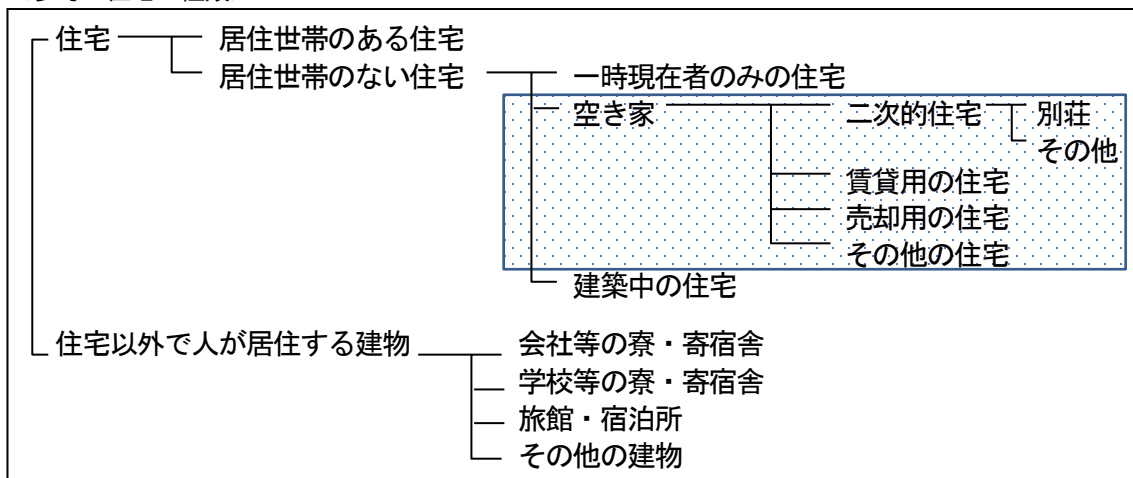 住宅 居住世帯のある住宅
居住世帯のない住宅 一時現在者のみの住宅
空き家 二次的住宅 別荘
その他
賃貸用の住宅
売却用の住宅
その他の住宅
建築中の住宅
住宅以外で人が居住する建物 会社等の寮・寄宿舎
学校等の寮・寄宿舎
旅館・宿泊所
その他の建物